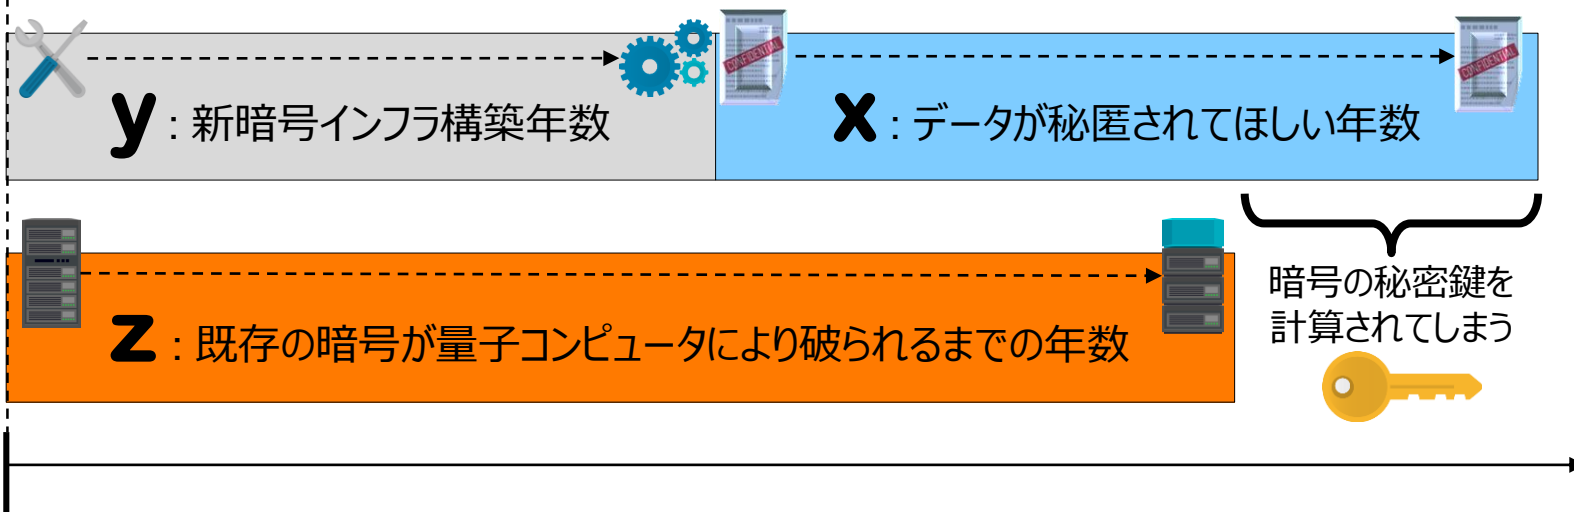 y：新暗号インフラ構築年数
CONFIDENTIAL
x：データが秘匿されてほしい年数
CONFIDENTIAL
z：既存の暗号が量子コンピュータにより破られるまでの年数
暗号の秘密鍵を
計算されてしまう